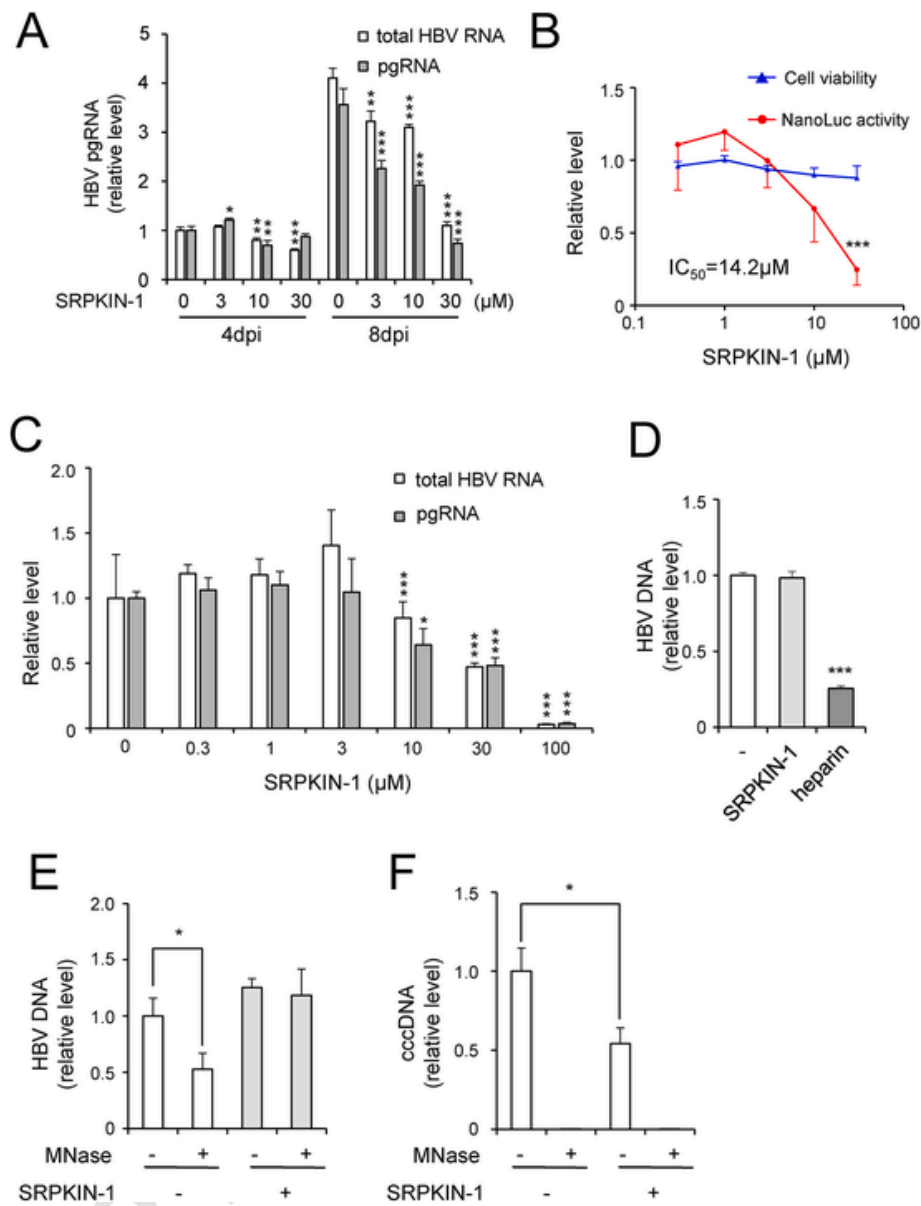 A
total HBV RNA
pgRNA
HBV pgRNA
(relative level)
5
4
3
2
1
0
*
**
**
***
**
***
***
***
***
***
SRPKIN-1
0 3 10 30 0 3 10 30 (µM)
4dpi 8dpi
B
Cell viability
NanoLuc activity
Relative level
1.5
1.0
0.5
0
***
IC50=14.2µM
0.1 1 10 100
SRPKIN-1 (µM)
C
total HBV RNA
pgRNA
Relative level
2.0
1.5
1.0
0.5
0
***
*
***
***
***
***
0 0.3 1 3 10 30 100
SRPKIN-1 (µM)
D
HBV DNA
(relative level)
1.5
1.0
0.5
0
***
- SRPKIN-1 heparin
E
HBV DNA
(relative level)
2.0
1.5
1.0
0.5
0
*
MNase - + - +
SRPKIN-1 - +
F
cccDNA
(relative level)
1.5
1.0
0.5
0
*
MNase - + - +
SRPKIN-1 - +